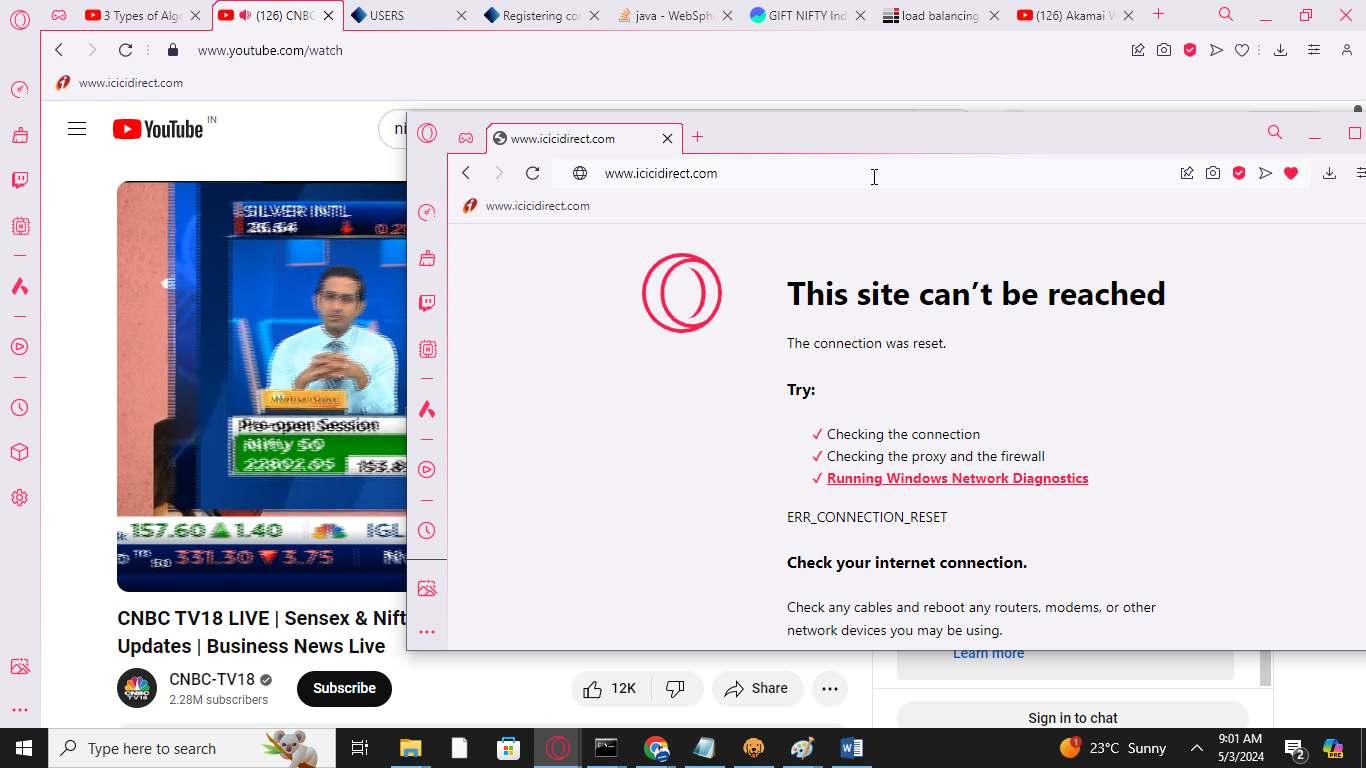 3 Types of Algo
(126) CNBC
USERS
Registering co
java - WebSphe
GIFT NIFTY Ind
load balancing
(126) Akamai W
www.youtube.com/watch
www.icicidirect.com
YouTube IN
ni
www.icicidirect.com
www.icicidirect.com
www.icicidirect.com
This site can’t be reached
The connection was reset.
Try:
Checking the connection
Checking the proxy and the firewall
Running Windows Network Diagnostics
ERR_CONNECTION_RESET
Check your internet connection.
Check any cables and reboot any routers, modems, or other
network devices you may be using.
SILVER INTL
Pre-open Session
Nifty 50
157.60 1.40 IGL
331.30 3.75
CNBC TV18 LIVE | Sensex & Nift
Updates | Business News Live
CNBC-TV18
2.28M subscribers
Subscribe
12K
Share
Learn more
Sign in to chat
Type here to search
23°C Sunny
9:01 AM
5/3/2024
2